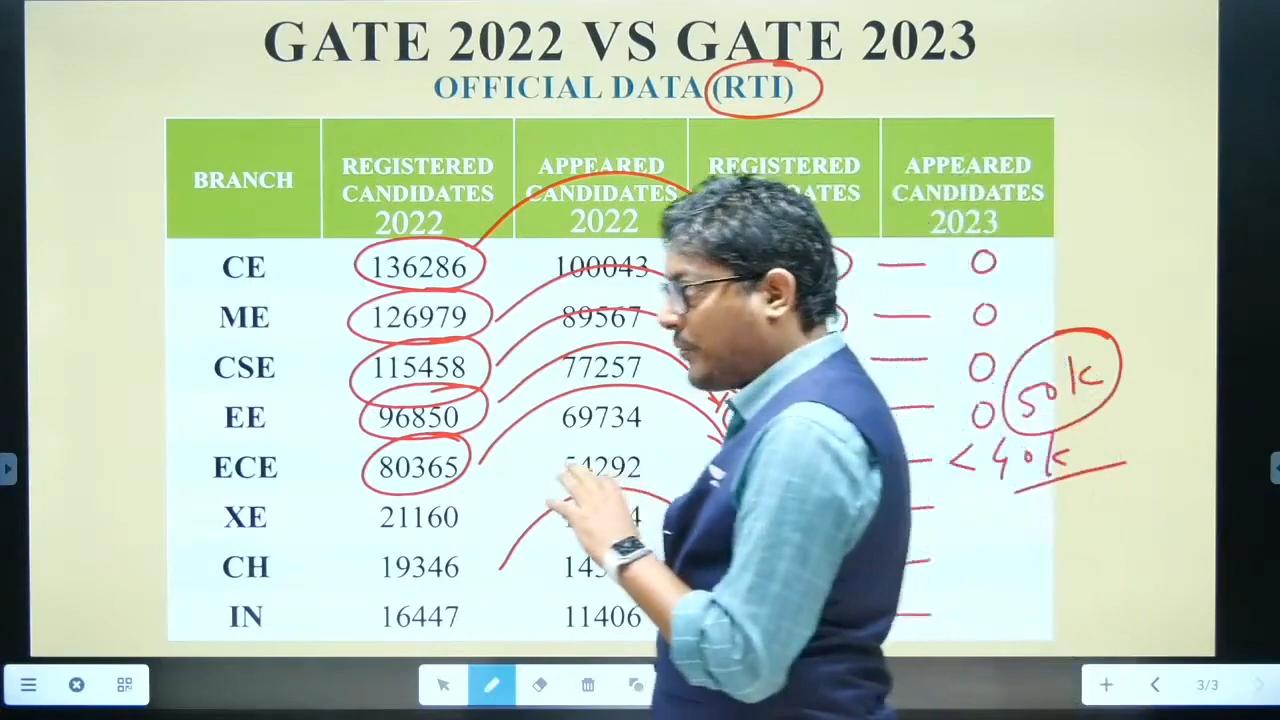 GATE 2022 VS GATE 2023
OFFICIAL DATA (RTI)
BRANCH REGISTERED CANDIDATES 2022 APPEARED CANDIDATES 2022 REGISTERED APPEARED CANDIDATES 2023
CE 136286 100043 — 0
ME 126979 89567 — 0
CSE 115458 77257 — 0
EE 96850 69734 — 0 50k
ECE 80365 54292 — < 40k
XE 21160 —
CH 19346 —
IN 16447 11406 —
3/3